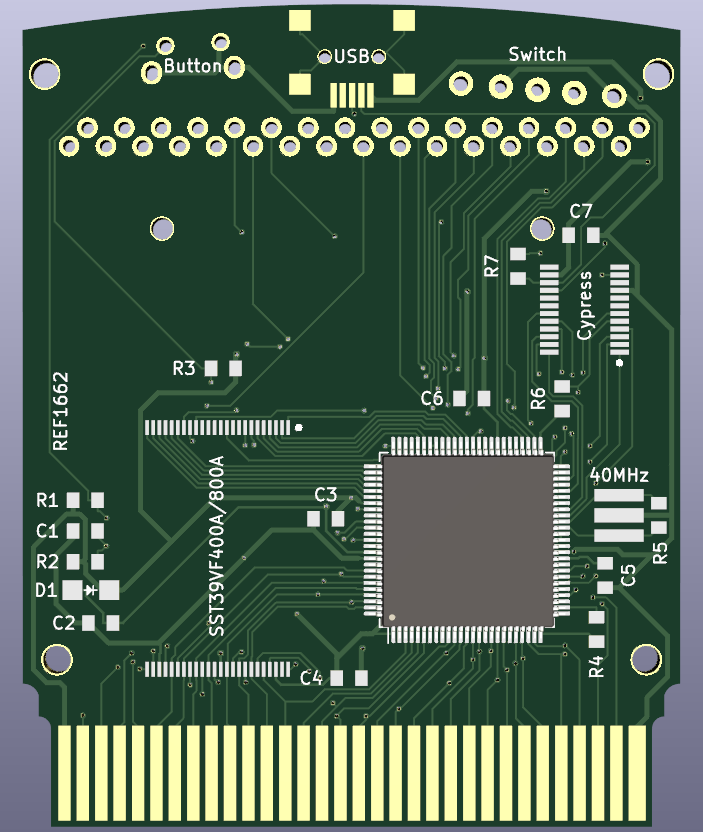 USB
Switch
Button
C7
R7
Cypress
R3
C6
R6
REF1662
SST39VF400A/800A
40MHz
C3
R1
C1
R2
D1
C2
R5
C5
R4
C4